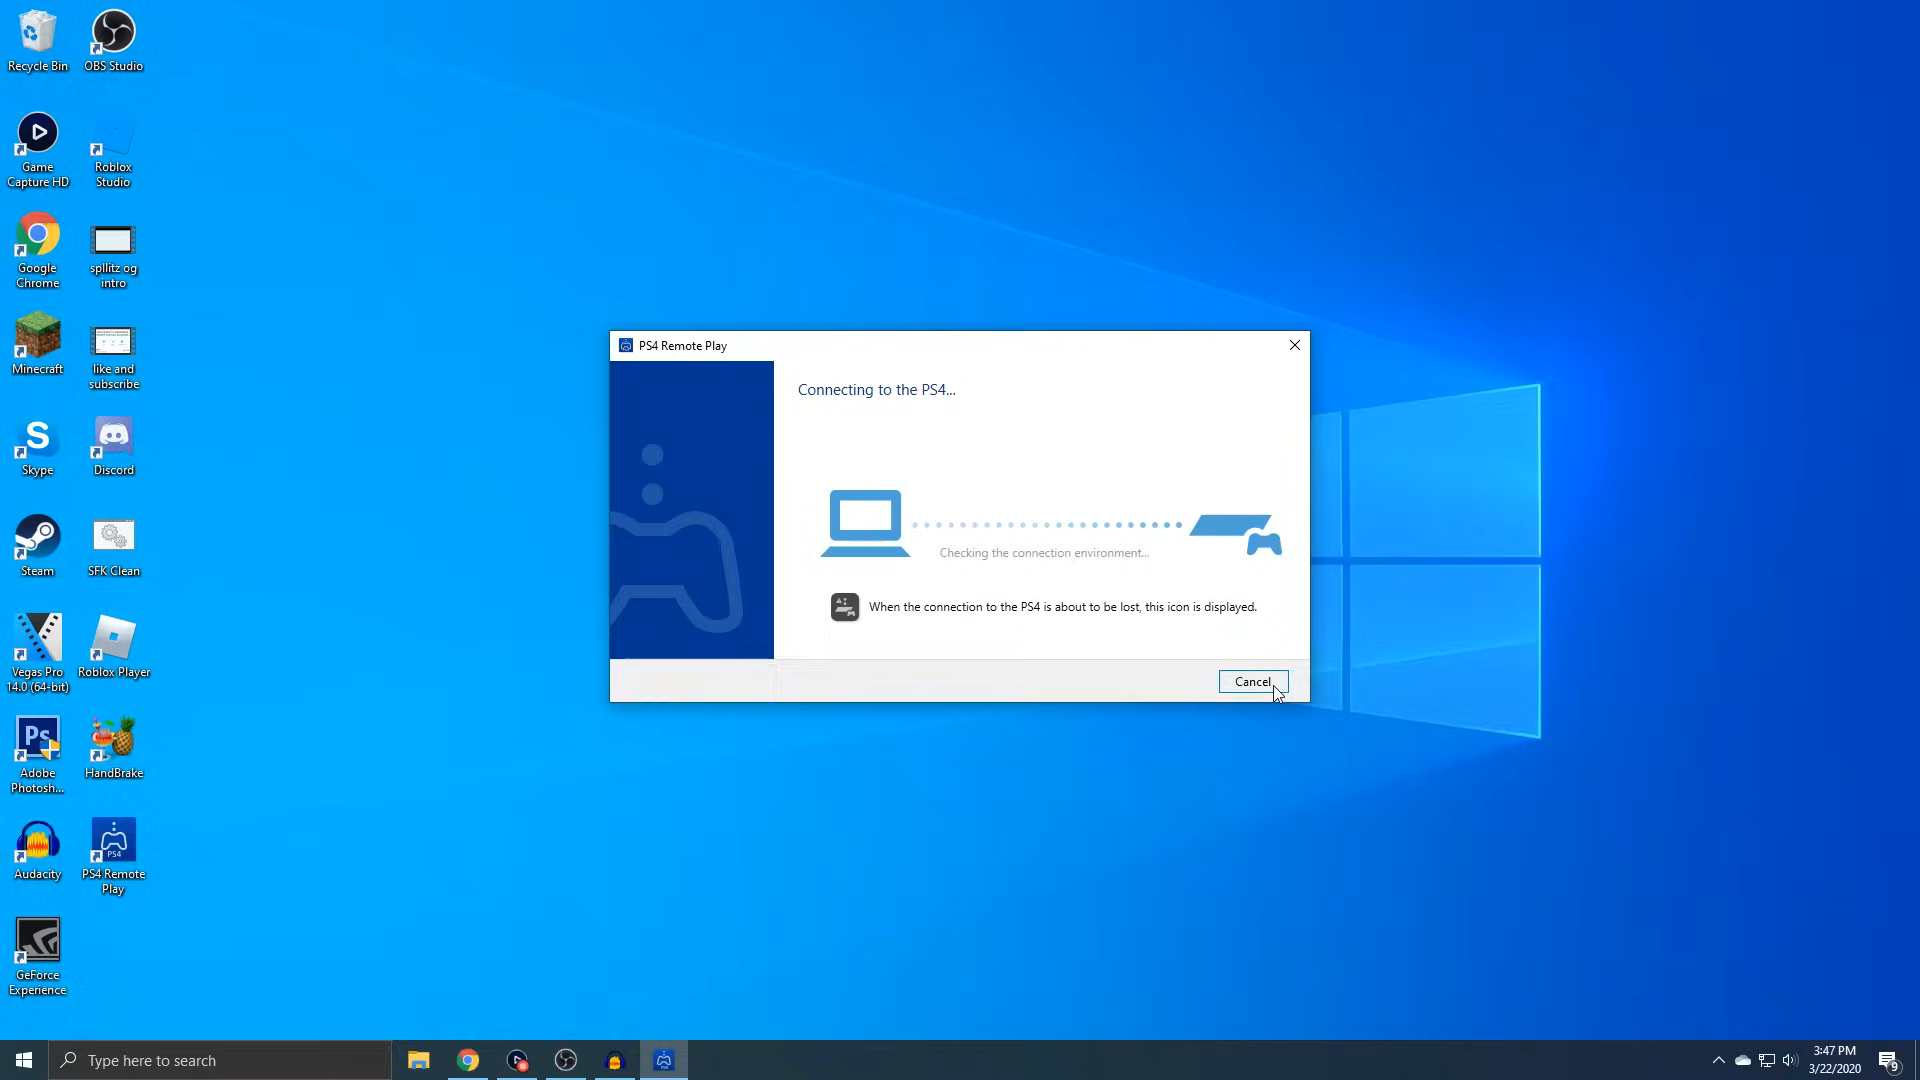 Recycle Bin
OBS Studio
Game
Capture HD
Roblox
Studio
Google
Chrome
spllitz og
intro
Minecraft
like and
subscribe
Skype
Discord
Steam
SFK Clean
Vegas Pro
14.0 (64-bit)
Roblox Player
Ps
Adobe
Photosh...
HandBrake
Audacity
PS4
PS4 Remote
Play
GeForce
Experience
PS4 Remote Play
Connecting to the PS4...
Checking the connection environment...
When the connection to the PS4 is about to be lost, this icon is displayed.
Cancel
Type here to search
3:47 PM
3/22/2020
9